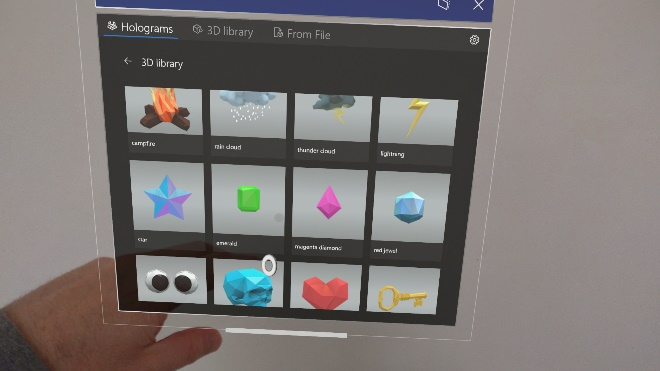 Holograms 3D library From File
3D library
campfire rain cloud thunder cloud lightning
star emerald magenta diamond red jewel